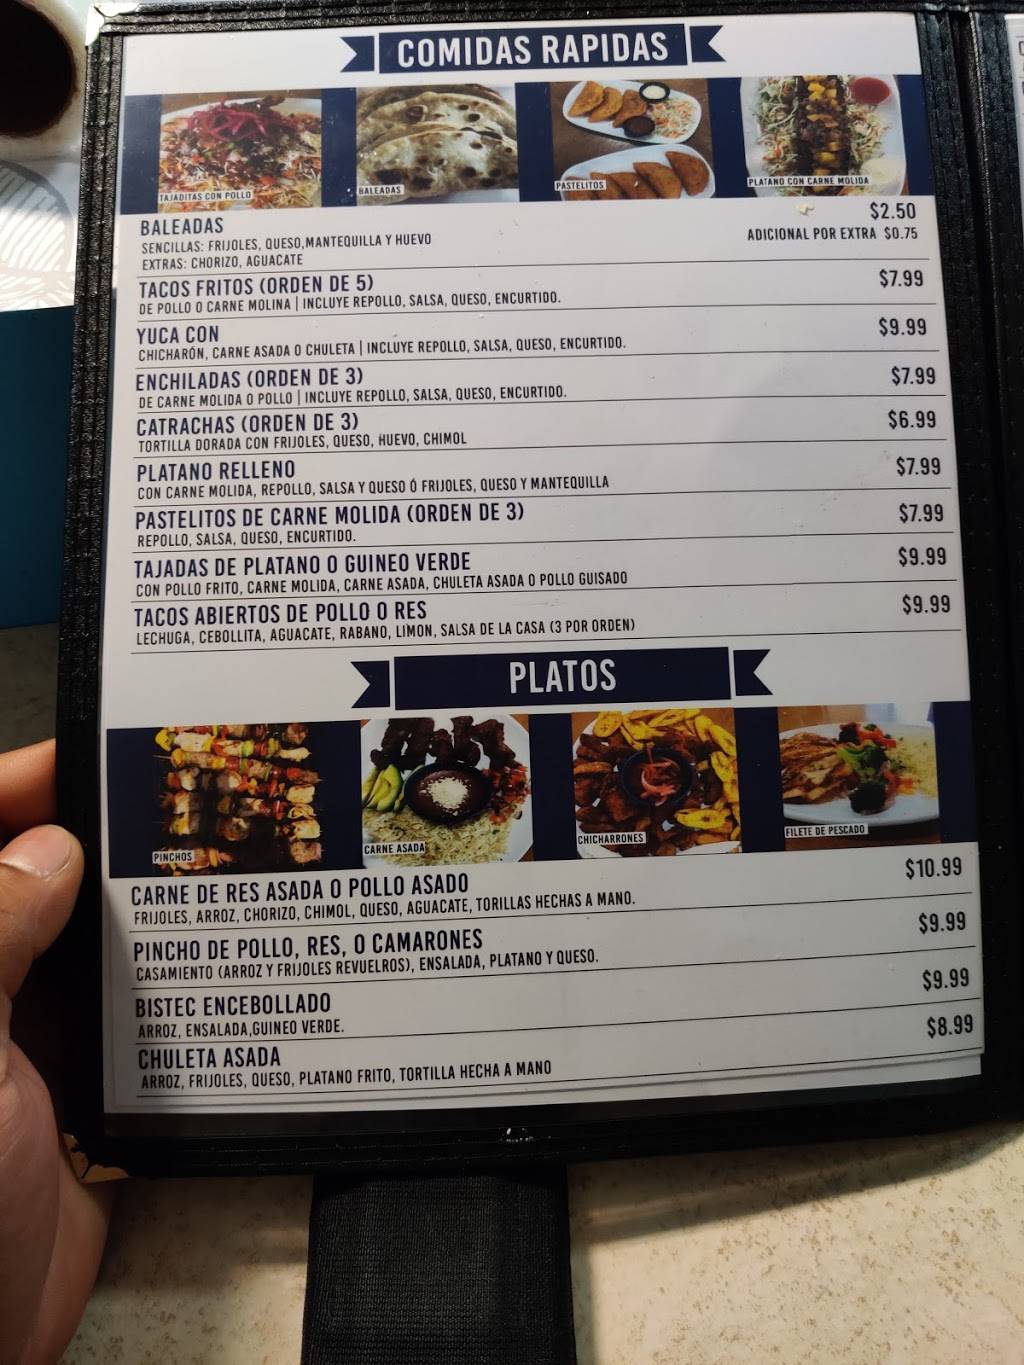 COMIDAS RAPIDAS
TAJADITAS CON POLLO
BALEADAS
PASTELITOS
PLATANO CON CARNE MOLIDA
BALEADAS $2.50
SENCILLAS: FRIJOLES, QUESO,MANTEQUILLA Y HUEVO ADICIONAL POR EXTRA $0.75
EXTRAS: CHORIZO, AGUACATE
TACOS FRITOS (ORDEN DE 5) $7.99
DE POLLO O CARNE MOLINA | INCLUYE REPOLLO, SALSA, QUESO, ENCURTIDO.
YUCA CON $9.99
CHICHARÓN, CARNE ASADA O CHULETA | INCLUYE REPOLLO, SALSA, QUESO, ENCURTIDO.
ENCHILADAS (ORDEN DE 3) $7.99
DE CARNE MOLIDA O POLLO | INCLUYE REPOLLO, SALSA, QUESO, ENCURTIDO.
CATRACHAS (ORDEN DE 3) $6.99
TORTILLA DORADA CON FRIJOLES, QUESO, HUEVO, CHIMOL
PLATANO RELLENO $7.99
CON CARNE MOLIDA, REPOLLO, SALSA Y QUESO Ó FRIJOLES, QUESO Y MANTEQUILLA
PASTELITOS DE CARNE MOLIDA (ORDEN DE 3) $7.99
REPOLLO, SALSA, QUESO, ENCURTIDO.
TAJADAS DE PLATANO O GUINEO VERDE $9.99
CON POLLO FRITO, CARNE MOLIDA, CARNE ASADA, CHULETA ASADA O POLLO GUISADO
TACOS ABIERTOS DE POLLO O RES $9.99
LECHUGA, CEBOLLITA, AGUACATE, RABANO, LIMON, SALSA DE LA CASA (3 POR ORDEN)
PLATOS
PINCHOS
CARNE ASADA
CHICHARRONES
FILETE DE PESCADO
CARNE DE RES ASADA O POLLO ASADO $10.99
FRIJOLES, ARROZ, CHORIZO, CHIMOL, QUESO, AGUACATE, TORILLAS HECHAS A MANO.
PINCHO DE POLLO, RES, O CAMARONES $9.99
CASAMIENTO (ARROZ Y FRIJOLES REVUELROS), ENSALADA, PLATANO Y QUESO.
BISTEC ENCEBOLLADO $9.99
ARROZ, ENSALADA,GUINEO VERDE.
CHULETA ASADA $8.99
ARROZ, FRIJOLES, QUESO, PLATANO FRITO, TORTILLA HECHA A MANO